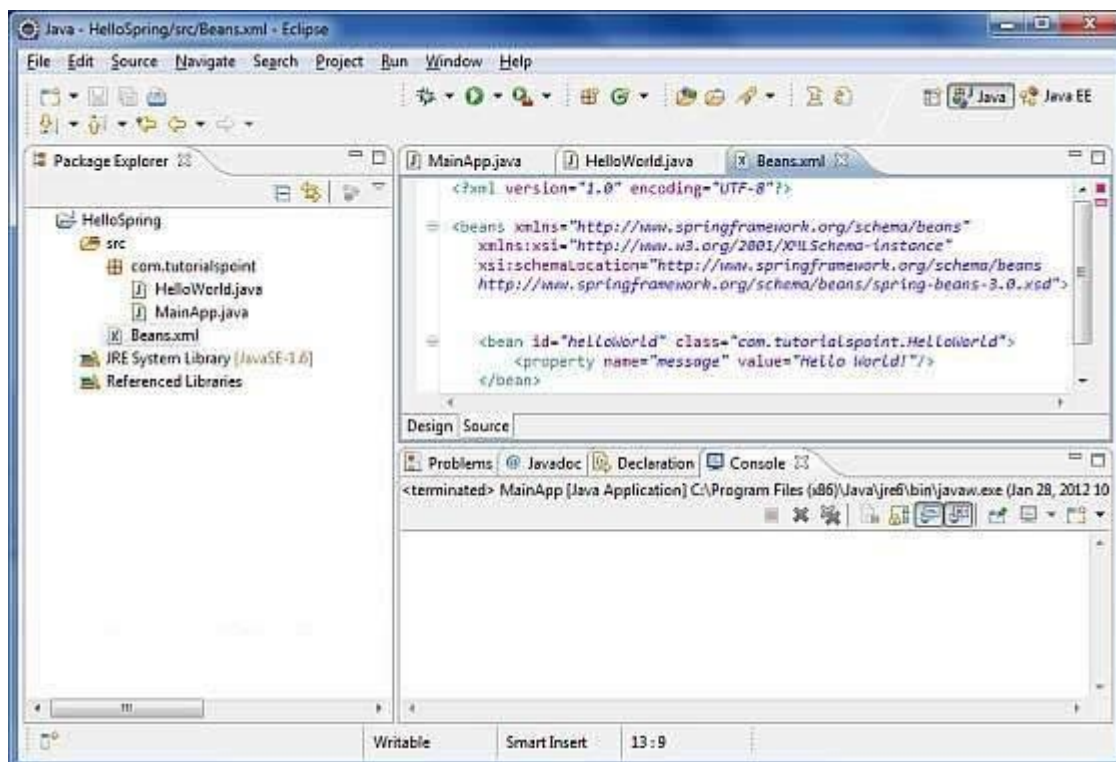 Java - HelloSpring/src/Beans.xml - Eclipse
File Edit Source Navigate Search Project Run Window Help
Java Java EE
Package Explorer
HelloSpring
src
com.tutorialspoint
HelloWorld.java
MainApp.java
Beans.xml
JRE System Library [JavaSE-1.6]
Referenced Libraries
MainApp.java HelloWorld.java Beans.xml
<?xml version="1.0" encoding="UTF-8"?>
<beans xmlns="http://www.springframework.org/schema/beans"
xmlns:xsi="http://www.w3.org/2001/XMLSchema-instance"
xsi:schemaLocation="http://www.springframework.org/schema/beans
http://www.springframework.org/schema/beans/spring-beans-3.0.xsd">
<bean id="helloWorld" class="com.tutorialspoint.HelloWorld">
<property name="message" value="Hello World!"/>
</bean>
Design Source
Problems Javadoc Declaration Console
<terminated> MainApp [Java Application] C:\Program Files (x86)\Java\jre6\bin\javaw.exe (Jan 28, 2012 10
Writable Smart Insert 13 : 9